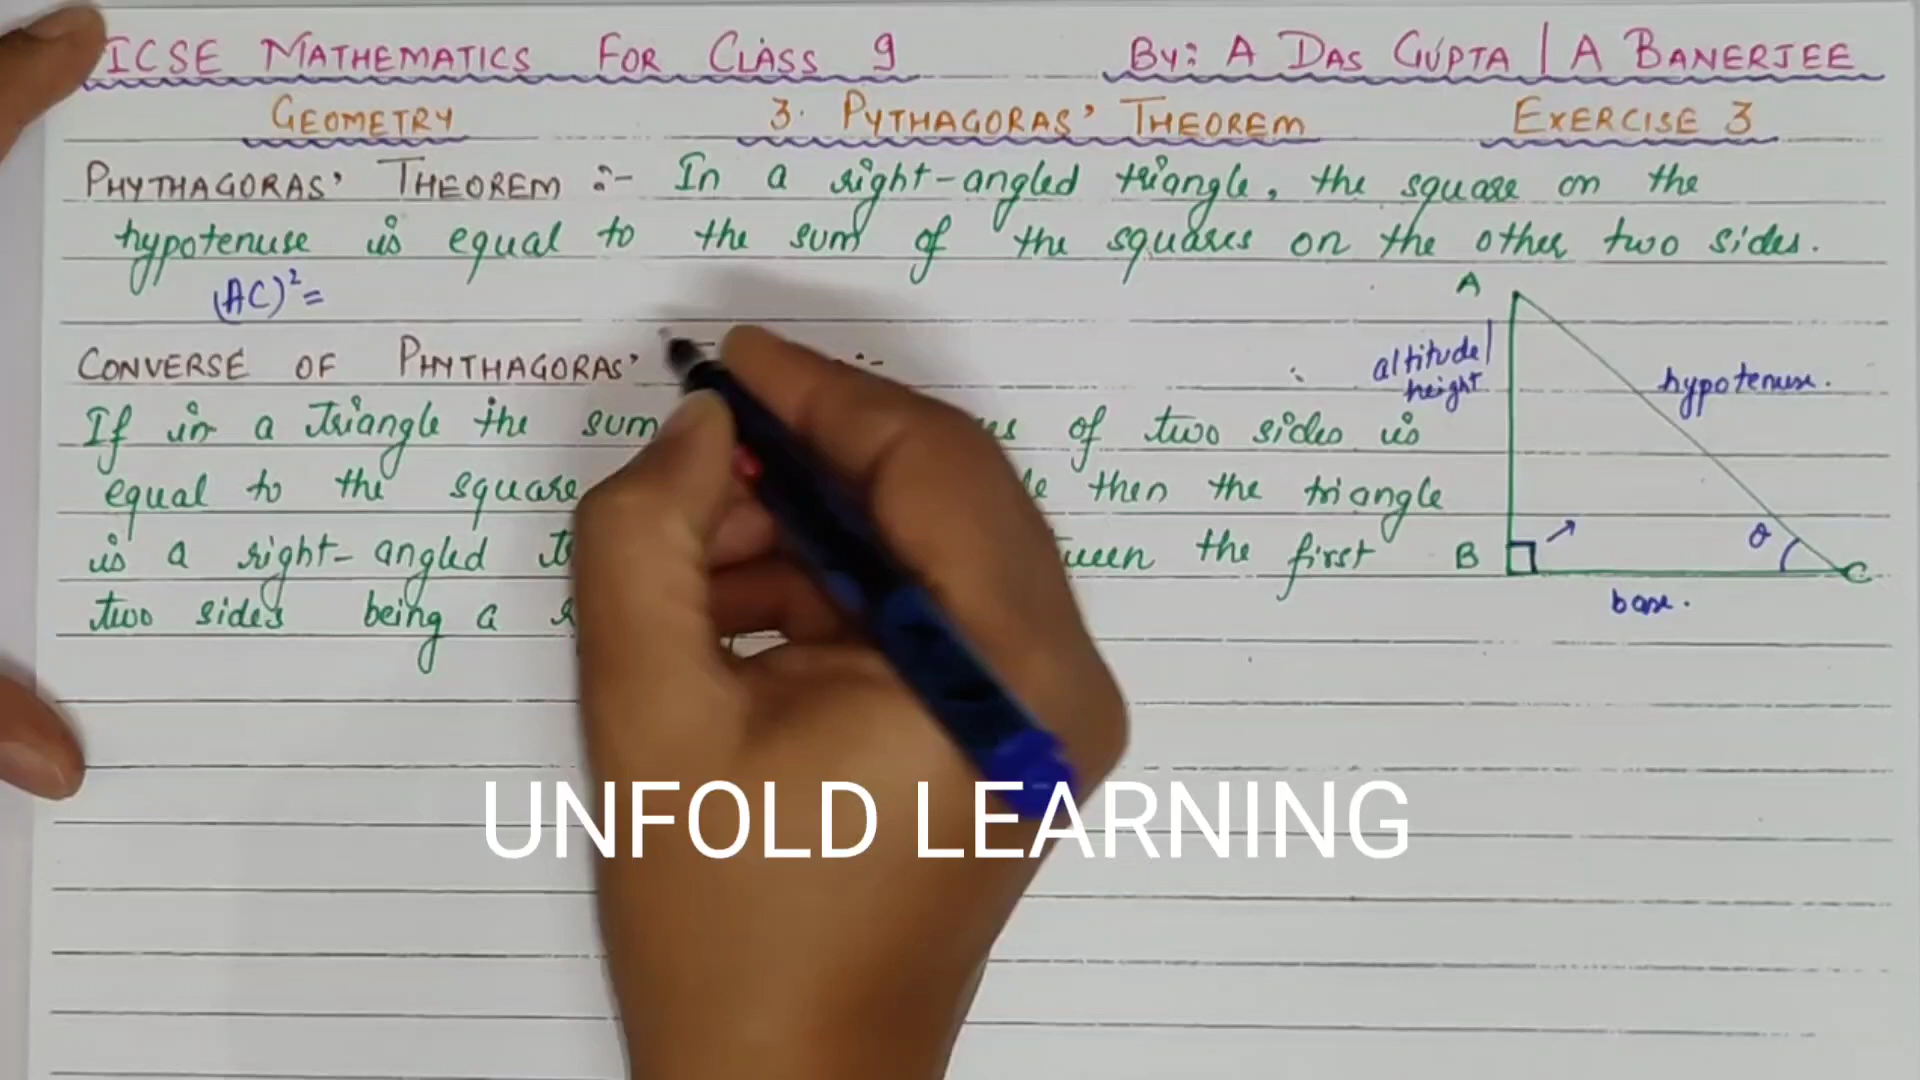 ICSE MATHEMATICS FOR CLASS 9 BY: A DAS GUPTA | A BANERJEE
GEOMETRY 3. PYTHAGORAS' THEOREM EXERCISE 3
PHYTHAGORAS' THEOREM :- In a right-angled triangle, the square on the
hypotenuse is equal to the sum of the squares on the other two sides.
(AC)²=
A
CONVERSE OF PHYTHAGORAS' :-
altitude/
height
hypotenuse.
If in a triangle the sum of two sides is
equal to the square then the triangle
is a right-angled the first
B
θ
C
two sides being a
base.
UNFOLD LEARNING